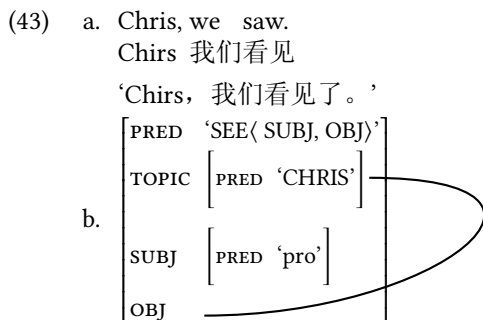 (43) a. Chris, we saw.
Chirs 我们看见
‘Chirs，我们看见了。’
PRED ‘SEE⟨ SUBJ, OBJ⟩’
TOPIC [PRED ‘CHRIS’]
b.
SUBJ [PRED ‘pro’]
OBJ